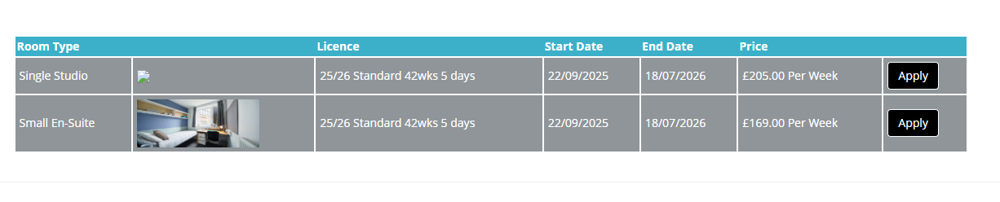 Room Type Licence Start Date End Date Price
Single Studio 25/26 Standard 42wks 5 days 22/09/2025 18/07/2026 £205.00 Per Week Apply
Small En-Suite 25/26 Standard 42wks 5 days 22/09/2025 18/07/2026 £169.00 Per Week Apply